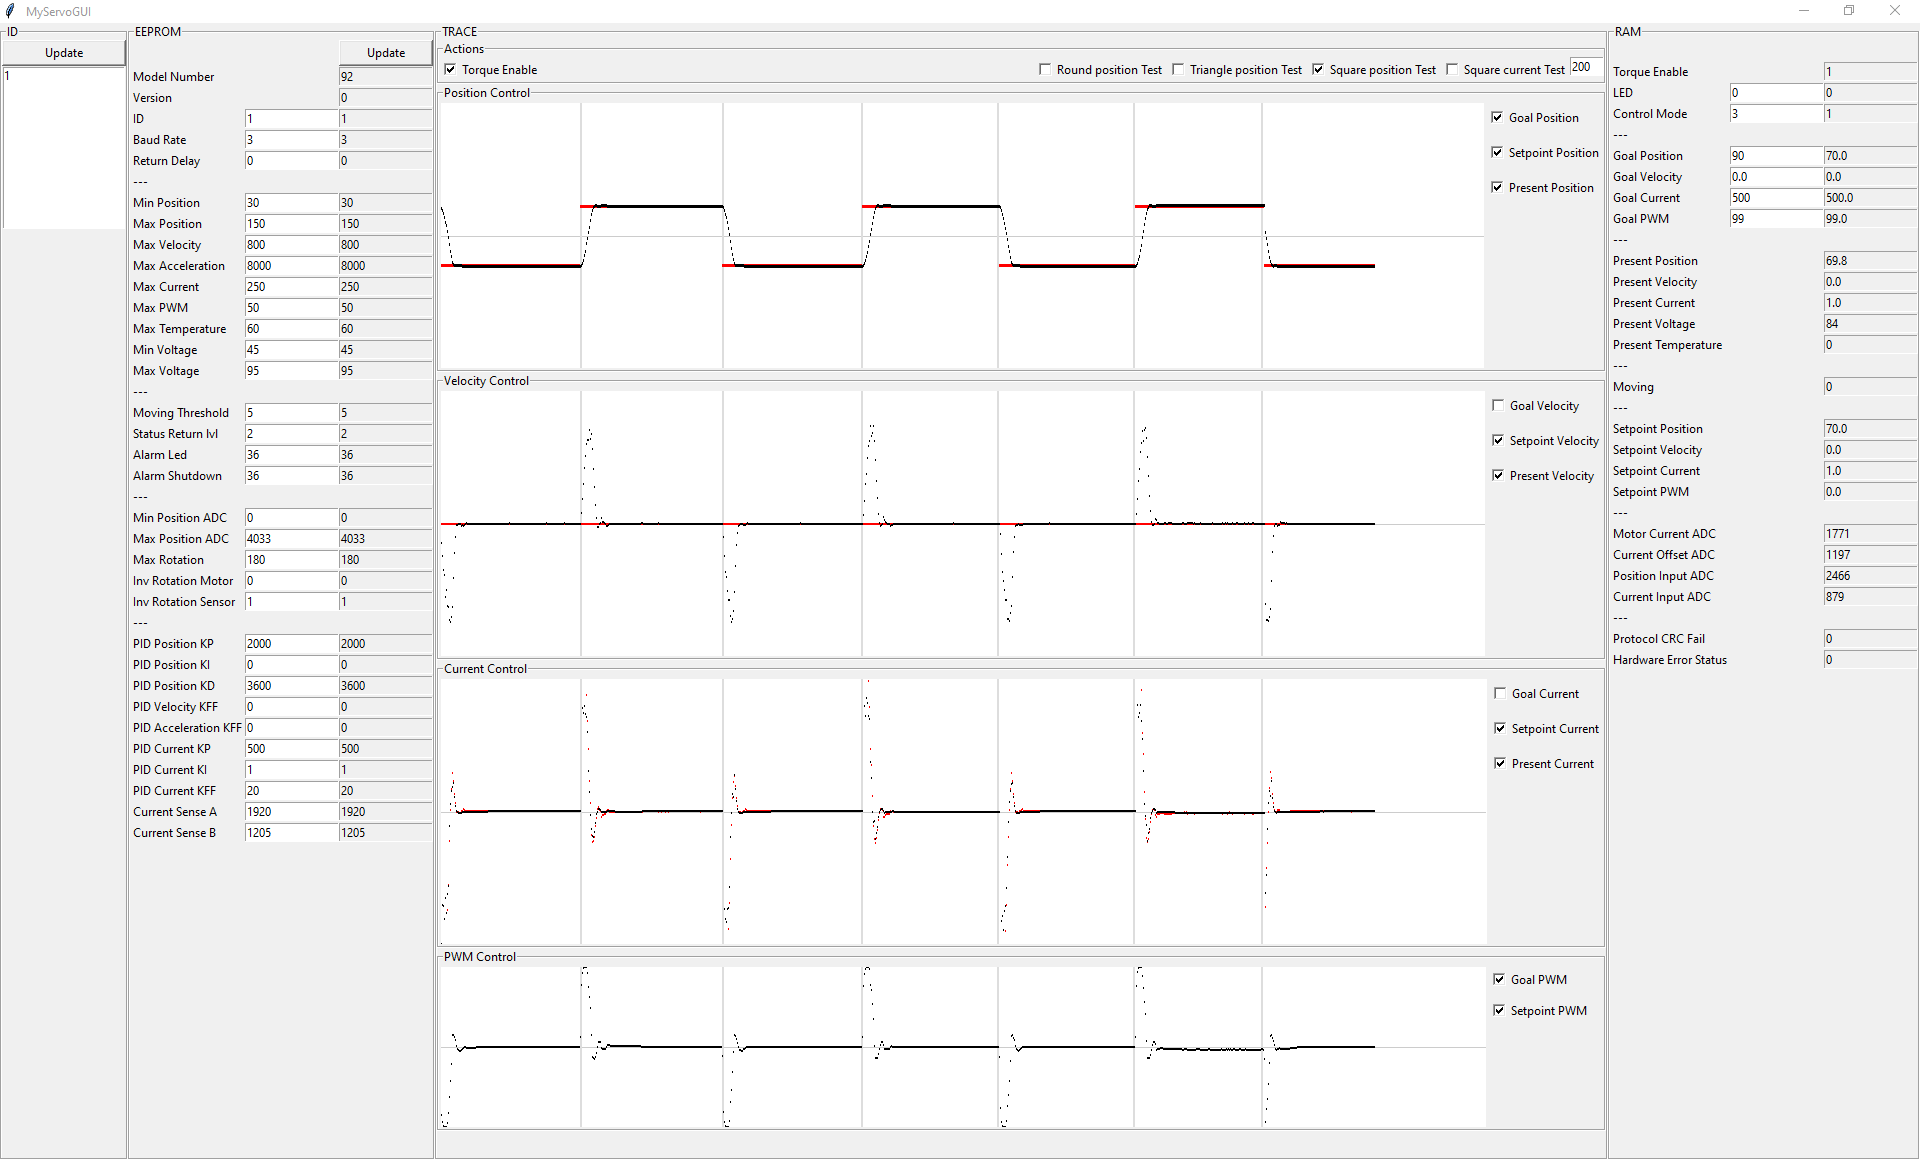 MyServoGUI
ID
Update
1
EEPROM
Update
Model Number 92
Version 0
ID 1 1
Baud Rate 3 3
Return Delay 0 0
---
Min Position 30 30
Max Position 150 150
Max Velocity 800 800
Max Acceleration 8000 8000
Max Current 250 250
Max PWM 50 50
Max Temperature 60 60
Min Voltage 45 45
Max Voltage 95 95
---
Moving Threshold 5 5
Status Return lvl 2 2
Alarm Led 36 36
Alarm Shutdown 36 36
---
Min Position ADC 0 0
Max Position ADC 4033 4033
Max Rotation 180 180
Inv Rotation Motor 0 0
Inv Rotation Sensor 1 1
---
PID Position KP 2000 2000
PID Position KI 0 0
PID Position KD 3600 3600
PID Velocity KFF 0 0
PID Acceleration KFF 0 0
PID Current KP 500 500
PID Current KI 1 1
PID Current KFF 20 20
Current Sense A 1920 1920
Current Sense B 1205 1205
TRACE
Actions
Torque Enable Round position Test Triangle position Test Square position Test Square current Test 200
Position Control
Goal Position
Setpoint Position
Present Position
Velocity Control
Goal Velocity
Setpoint Velocity
Present Velocity
Current Control
Goal Current
Setpoint Current
Present Current
PWM Control
Goal PWM
Setpoint PWM
RAM
Torque Enable 1
LED 0 0
Control Mode 3 1
---
Goal Position 90 70.0
Goal Velocity 0.0 0.0
Goal Current 500 500.0
Goal PWM 99 99.0
---
Present Position 69.8
Present Velocity 0.0
Present Current 1.0
Present Voltage 84
Present Temperature 0
---
Moving 0
---
Setpoint Position 70.0
Setpoint Velocity 0.0
Setpoint Current 1.0
Setpoint PWM 0.0
---
Motor Current ADC 1771
Current Offset ADC 1197
Position Input ADC 2466
Current Input ADC 879
---
Protocol CRC Fail 0
Hardware Error Status 0